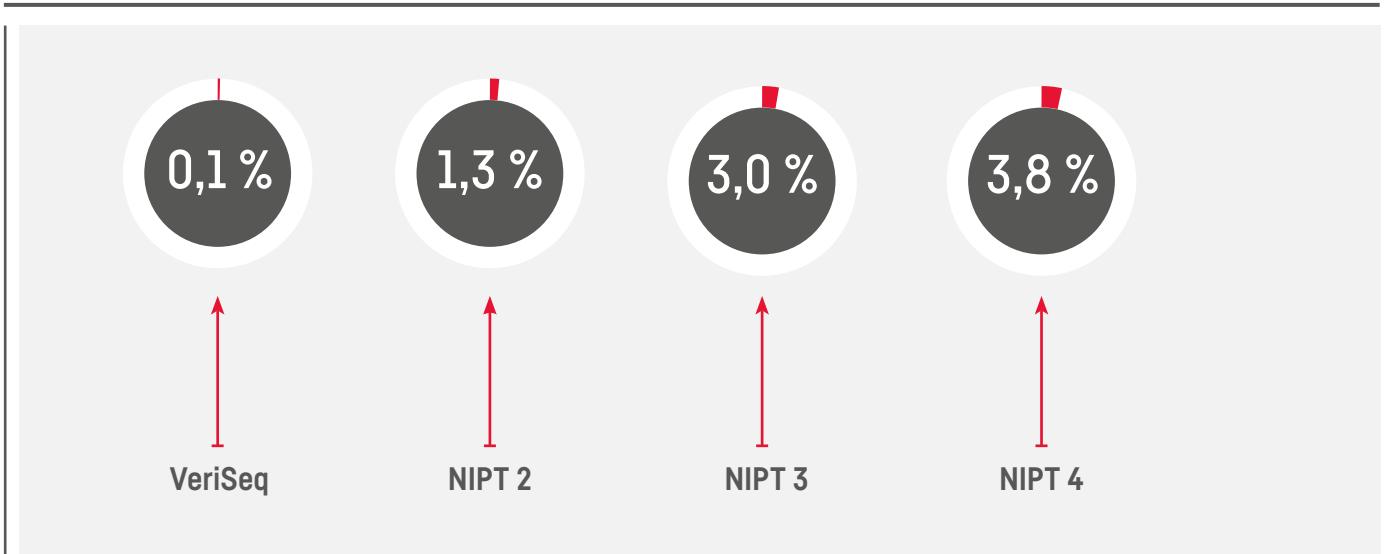 0,1 %
1,3 %
3,0 %
3,8 %
VeriSeq
NIPT 2
NIPT 3
NIPT 4